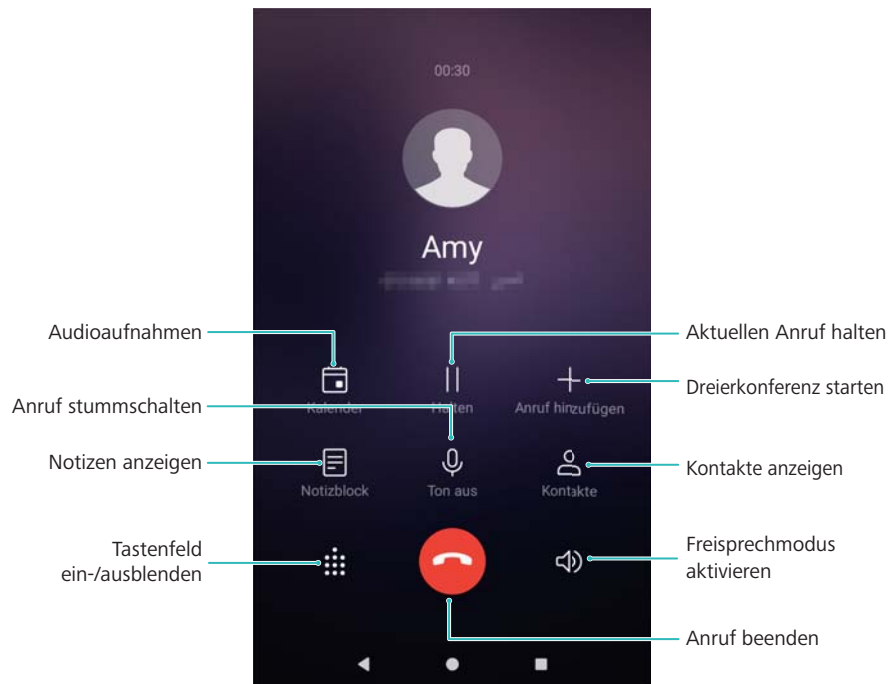 00:30
Amy
Audioaufnahmen
Aktuellen Anruf halten
Kalender
Halten
Anruf hinzufügen
Dreierkonferenz starten
Anruf stummschalten
Notizen anzeigen
Notizblock
Ton aus
Kontakte
Kontakte anzeigen
Tastenfeld
ein-/ausblenden
Freisprechmodus
aktivieren
Anruf beenden